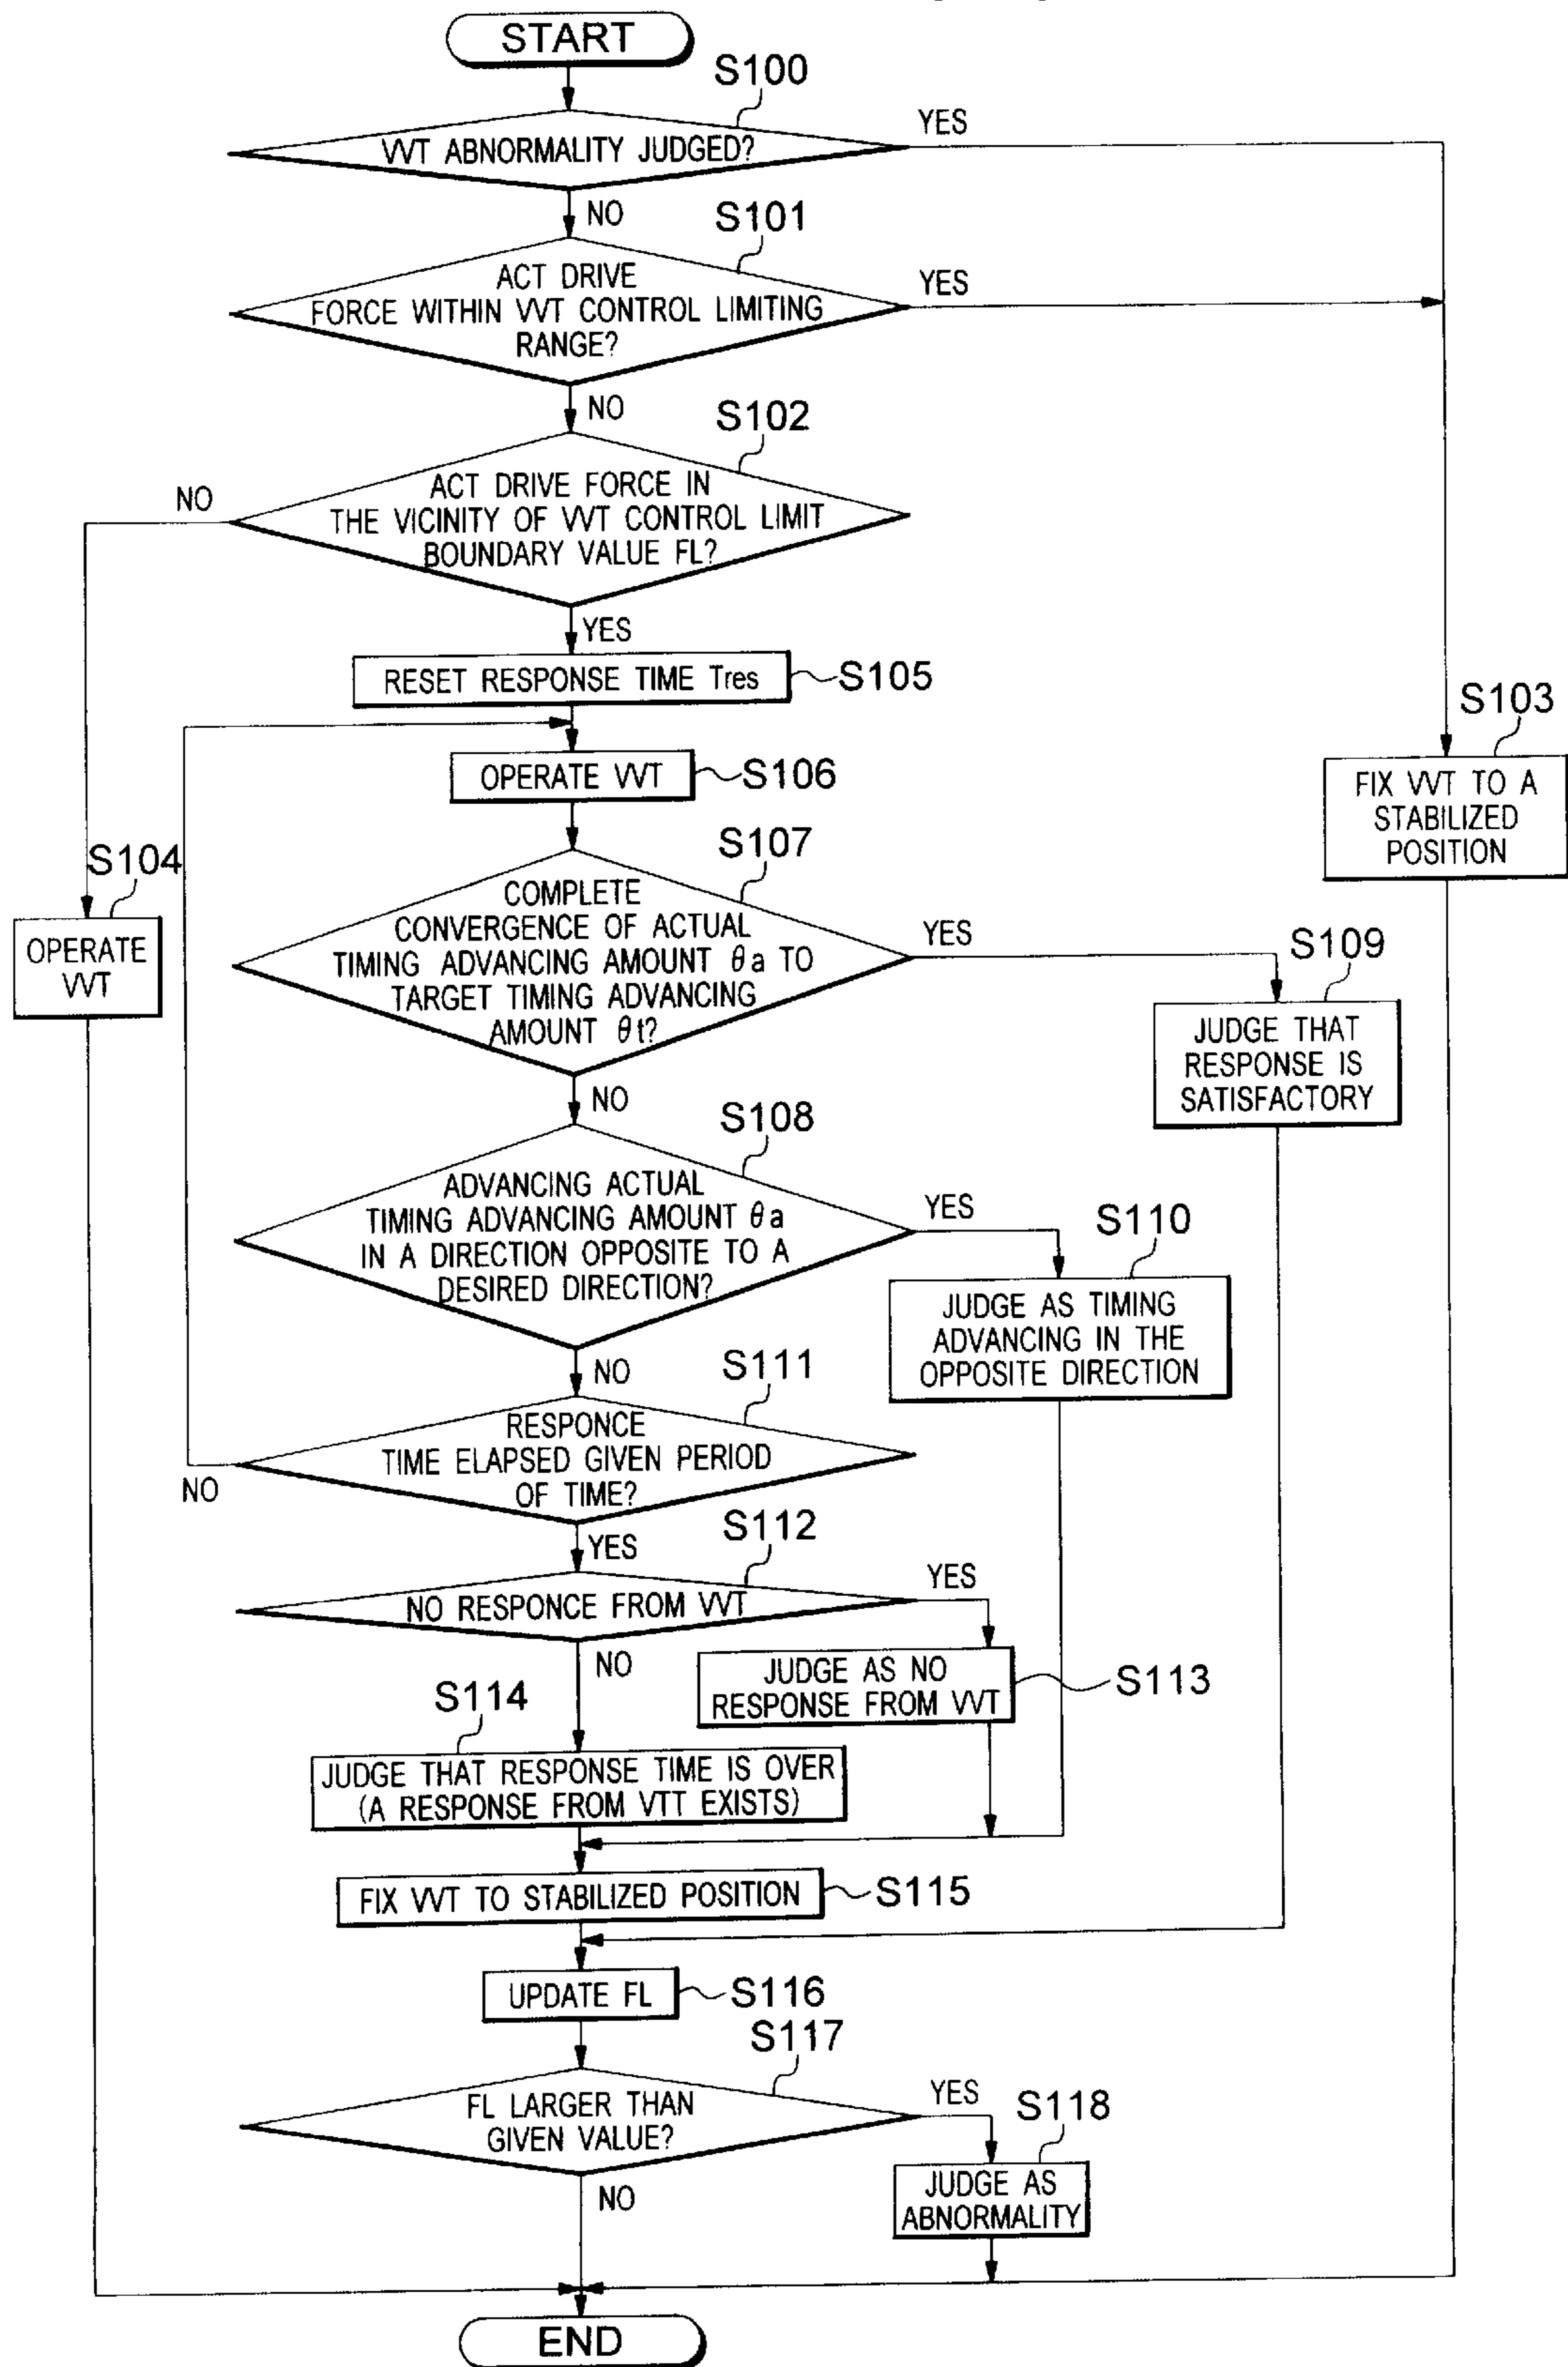 START
S100
VVT ABNORMALITY JUDGED?
YES
NO
S101
ACT DRIVE
FORCE WITHIN VVT CONTROL LIMITING
RANGE?
YES
NO
S102
ACT DRIVE FORCE IN
THE VICINITY OF VVT CONTROL LIMIT
BOUNDARY VALUE FL?
NO
YES
RESET RESPONSE TIME Tres
S105
S103
FIX VVT TO A
STABILIZED
POSITION
OPERATE VVT
S106
S104
OPERATE
VVT
S107
COMPLETE
CONVERGENCE OF ACTUAL
TIMING ADVANCING AMOUNT θa TO
TARGET TIMING ADVANCING
AMOUNT θt?
YES
NO
S109
JUDGE THAT
RESPONSE IS
SATISFACTORY
S108
ADVANCING ACTUAL
TIMING ADVANCING AMOUNT θa
IN A DIRECTION OPPOSITE TO A
DESIRED DIRECTION?
YES
NO
S110
JUDGE AS TIMING
ADVANCING IN THE
OPPOSITE DIRECTION
S111
RESPONCE
TIME ELAPSED GIVEN PERIOD
OF TIME?
NO
YES
S112
NO RESPONCE FROM VVT
YES
NO
JUDGE AS NO
RESPONSE FROM VVT
S113
S114
JUDGE THAT RESPONSE TIME IS OVER
(A RESPONSE FROM VTT EXISTS)
FIX VVT TO STABILIZED POSITION
S115
UPDATE FL
S116
S117
FL LARGER THAN
GIVEN VALUE?
YES
NO
S118
JUDGE AS
ABNORMALITY
END